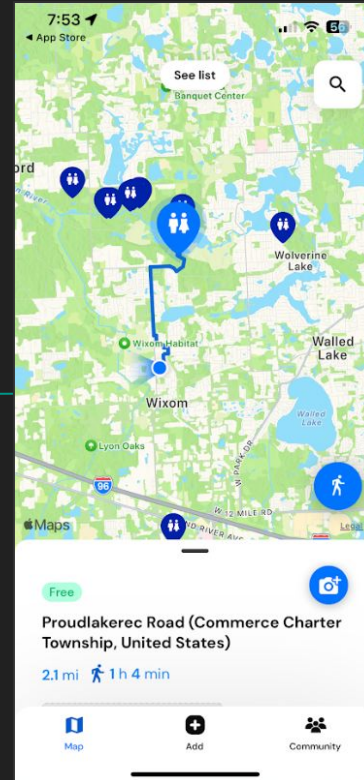 7:53
56
◀ App Store
See list
Banquet Center
ord
Wolverine
Lake
Wixom Habitat
Walled
Lake
Wixom
Walled
Lake
Lyon Oaks
W PARK DR
96
W 12 MILE RD
ND RIVER AVE
Maps
Legal
Free
Proudlakerec Road (Commerce Charter
Township, United States)
2.1 mi 1 h 4 min
Map
Add
Community